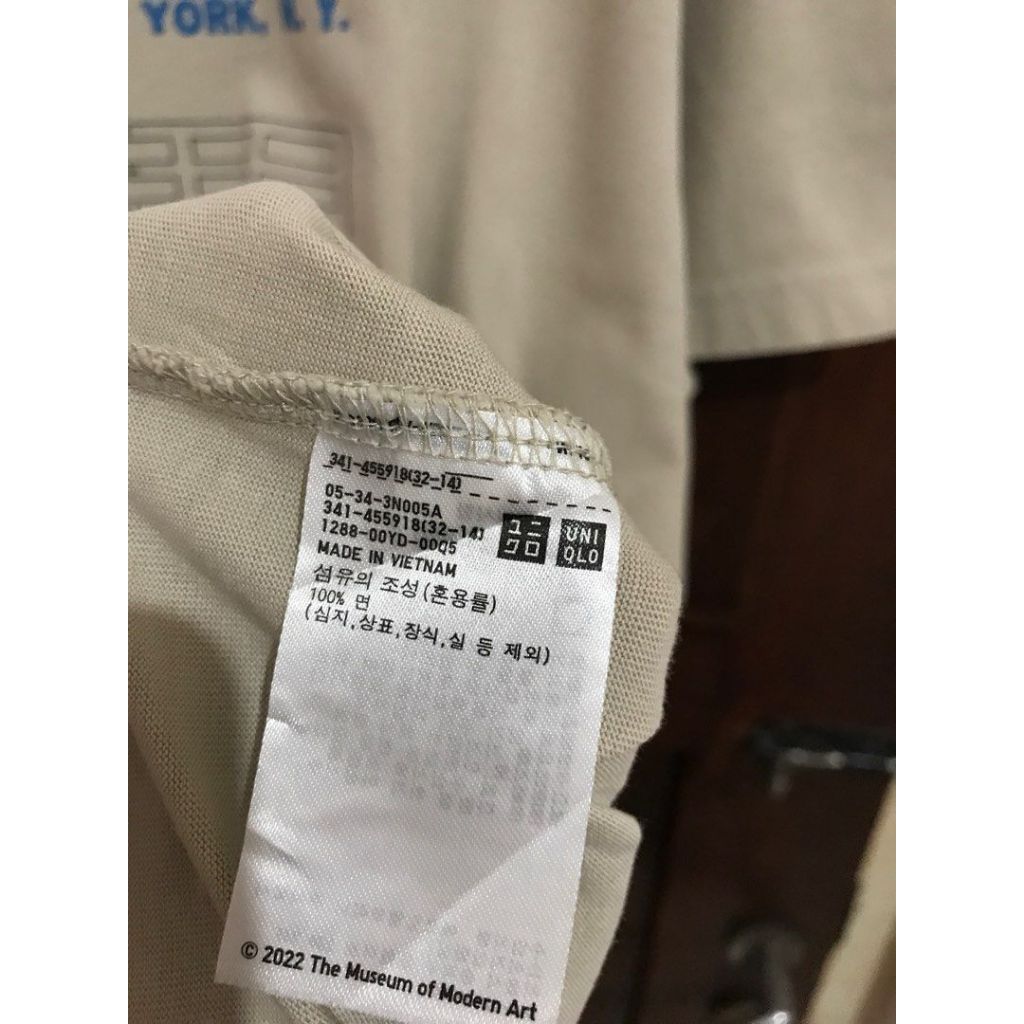 YORK. I. Y.
341-455918(32-14)
05-34-3N005A
341-455918(32-14)
1288-00YD-00Q5
MADE IN VIETNAM
ユニ
クロ
UNI
QLO
섬유의 조성(혼용률)
100% 면
(심지,상표,장식,실 등 제외)
© 2022 The Museum of Modern Art